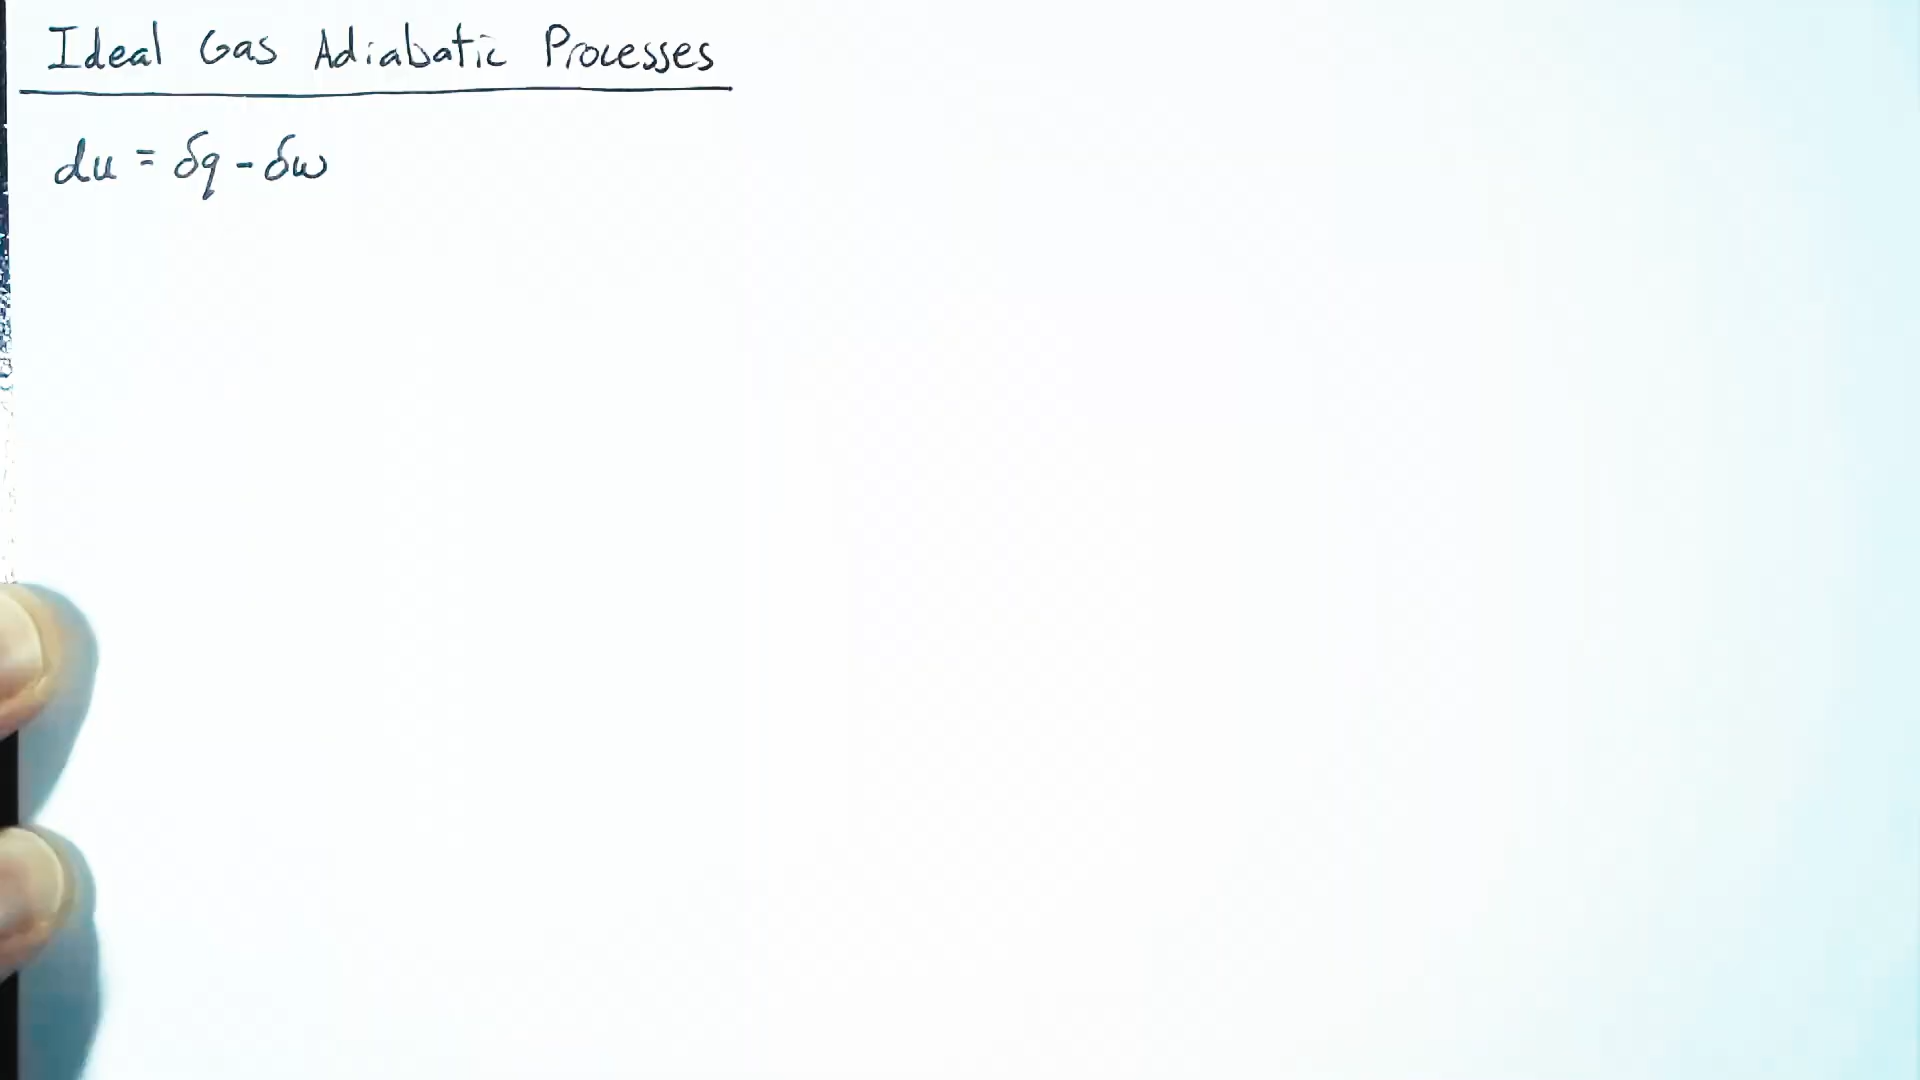 Ideal Gas Adiabatic Processes
du = δq - δw